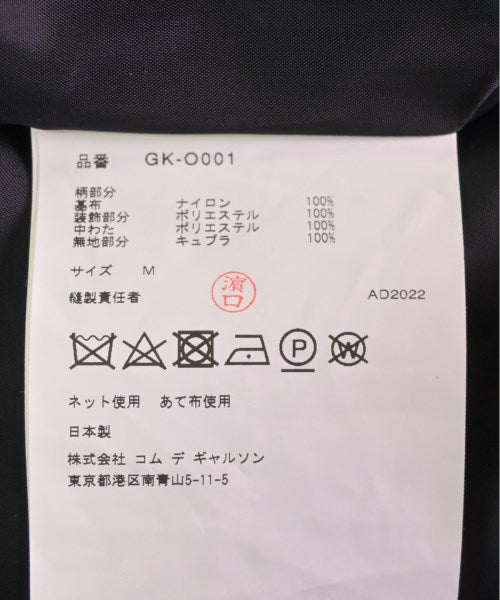 品番 GK-O001
柄部分
基布 ナイロン 100%
装飾部分 ポリエステル 100%
中わた ポリエステル 100%
無地部分 キュプラ 100%
サイズ M
縫製責任者 濱口 AD2022
P W
ネット使用 あて布使用
日本製
株式会社 コム デ ギャルソン
東京都港区南青山5-11-5